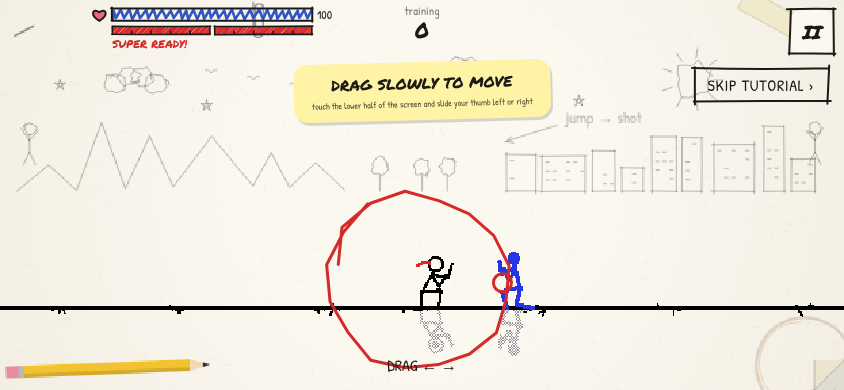 100
SUPER READY!
training
0
II
DRAG SLOWLY TO MOVE
touch the lower half of the screen and slide your thumb left or right
SKIP TUTORIAL ›
jump → shot
DRAG ← →